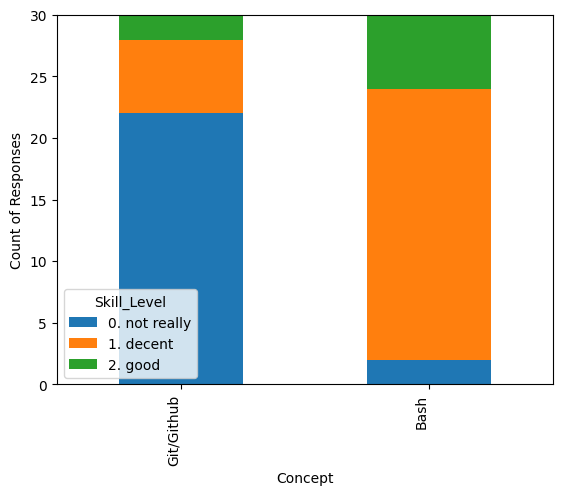 30
25
20
15
10
5
0
Count of Responses
Skill_Level
0. not really
1. decent
2. good
Git/Github
Bash
Concept